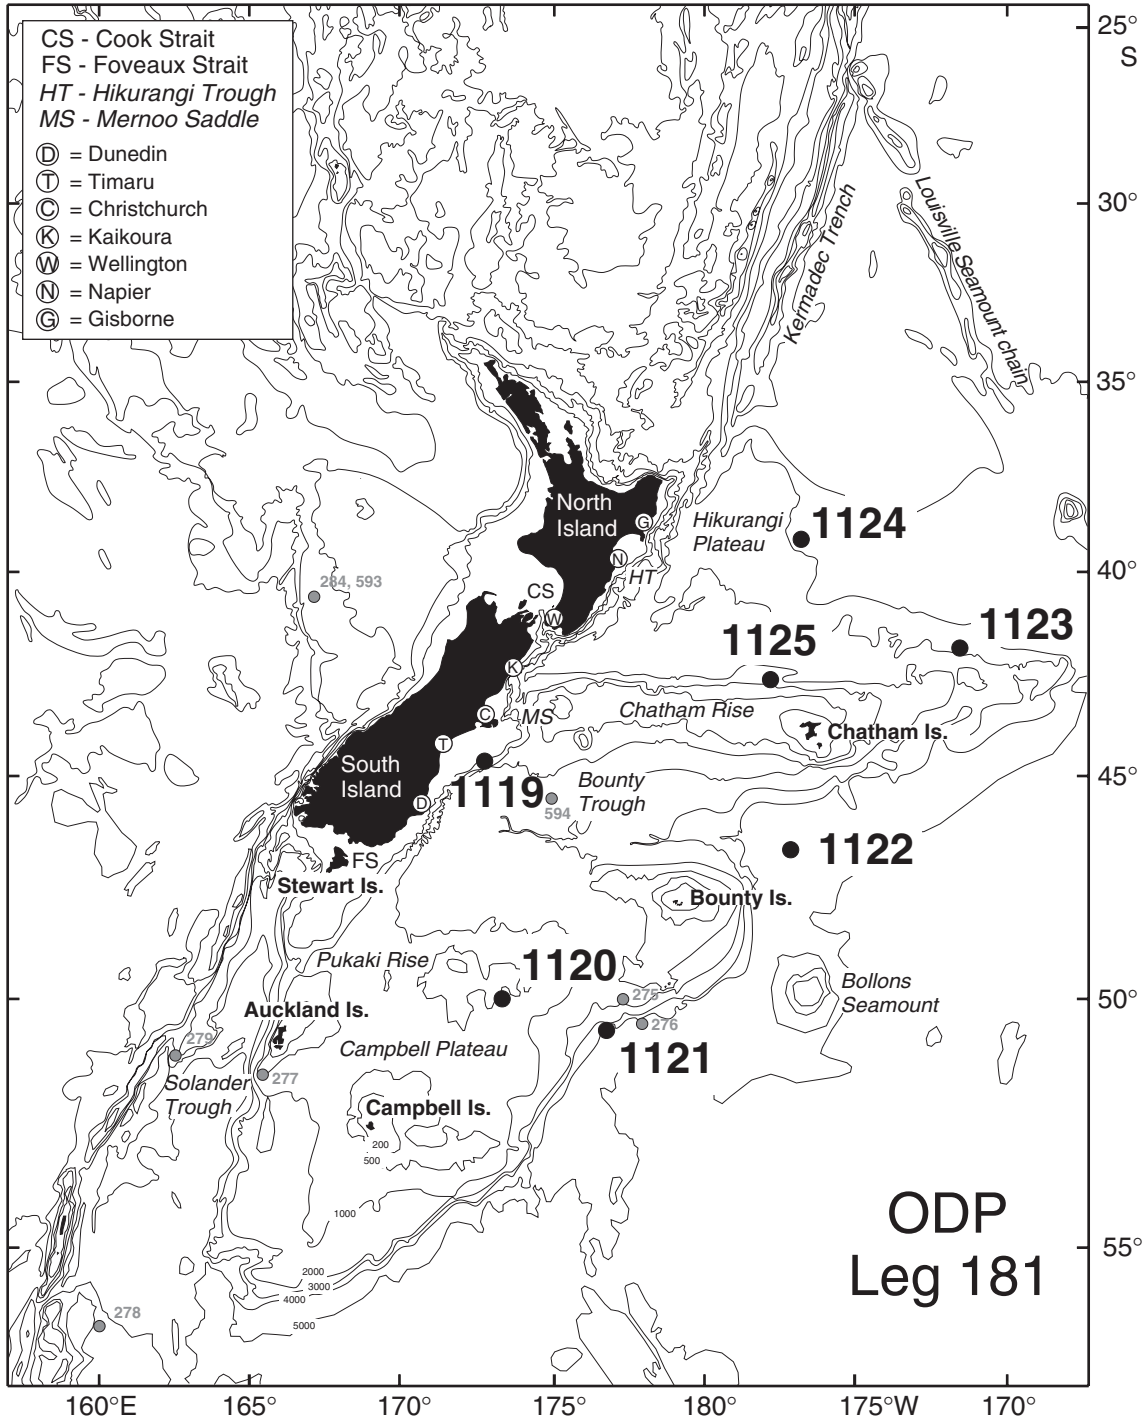 25°
S
CS - Cook Strait
FS - Foveaux Strait
HT - Hikurangi Trough
MS - Mernoo Saddle
D = Dunedin
T = Timaru
C = Christchurch
K = Kaikoura
W = Wellington
N = Napier
G = Gisborne
Louisville Seamount chain
Kermadec Trench
30°
35°
North
Island
G
Hikurangi
Plateau
1124
N
HT
40°
284, 593
CS
W
1125
1123
K
C
MS
Chatham Rise
Chatham Is.
T
South
Island
1119
D
594
Bounty
Trough
45°
1122
FS
Stewart Is.
Bounty Is.
Pukaki Rise
1120
275
276
Bollons
Seamount
50°
Auckland Is.
279
Campbell Plateau
1121
277
Solander
Trough
Campbell Is.
200
500
1000
ODP
Leg 181
55°
2000
3000
4000
5000
278
160°E
165°
170°
175°
180°
175°W
170°